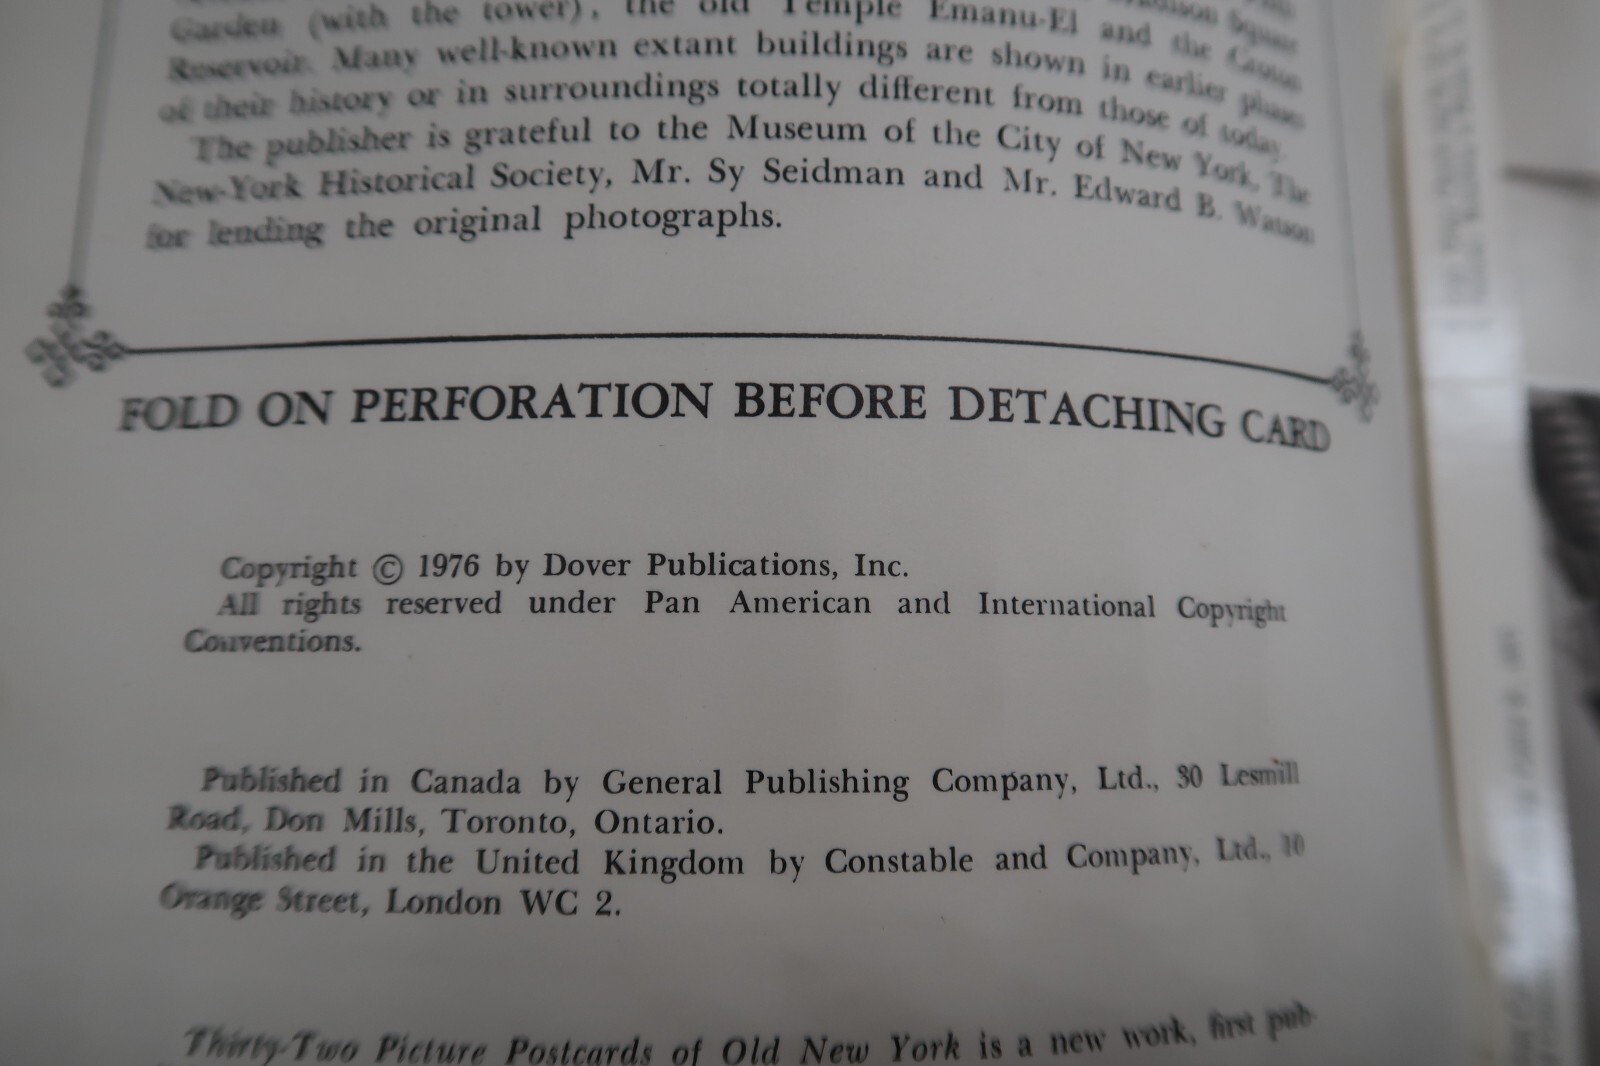 Garden (with the tower), the old Temple Emanu-El and the Croton
Reservoir. Many well-known extant buildings are shown in earlier phases
of their history or in surroundings totally different from those of today.
The publisher is grateful to the Museum of the City of New York, The
New-York Historical Society, Mr. Sy Seidman and Mr. Edward B. Watson
for lending the original photographs.
FOLD ON PERFORATION BEFORE DETACHING CARD
Copyright © 1976 by Dover Publications, Inc.
All rights reserved under Pan American and International Copyright
Conventions.
Published in Canada by General Publishing Company, Ltd., 30 Lesmill
Road, Don Mills, Toronto, Ontario.
Published in the United Kingdom by Constable and Company, Ltd., 10
Orange Street, London WC 2.
Thirty-Two Picture Postcards of Old New York is a new work, first pub-